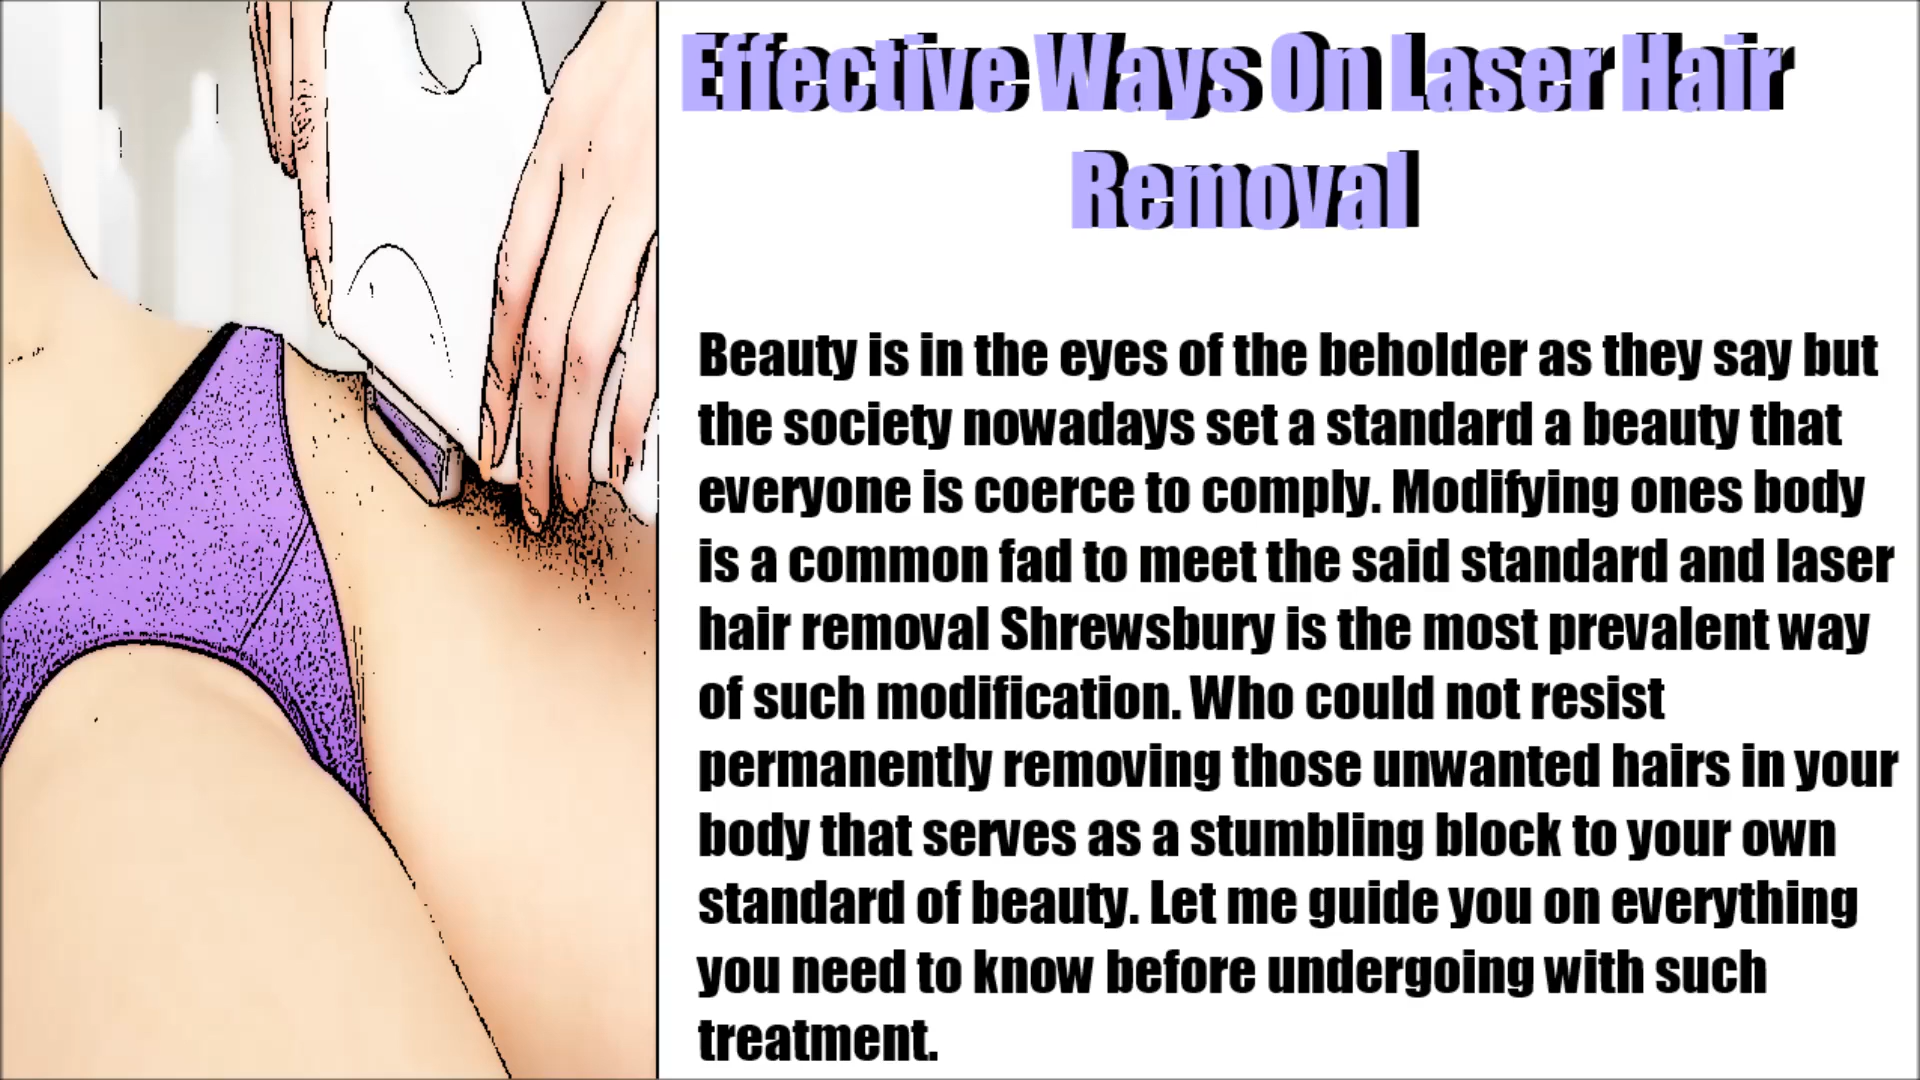 Effective Ways On Laser Hair
Removal
Beauty is in the eyes of the beholder as they say but
the society nowadays set a standard a beauty that
everyone is coerce to comply. Modifying ones body
is a common fad to meet the said standard and laser
hair removal Shrewsbury is the most prevalent way
of such modification. Who could not resist
permanently removing those unwanted hairs in your
body that serves as a stumbling block to your own
standard of beauty. Let me guide you on everything
you need to know before undergoing with such
treatment.